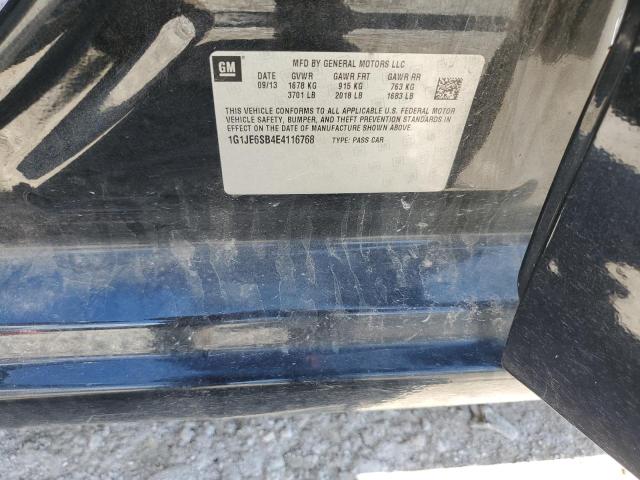 GM
MFD BY GENERAL MOTORS LLC
DATE GVWR GAWR FRT GAWR RR
09/13 1678 KG 915 KG 763 KG
3701 LB 2018 LB 1683 LB
THIS VEHICLE CONFORMS TO ALL APPLICABLE U.S. FEDERAL MOTOR
VEHICLE SAFETY, BUMPER, AND THEFT PREVENTION STANDARDS
IN EFFECT ON THE DATE OF MANUFACTURE SHOWN ABOVE.
1G1JE6SB4E4116768 TYPE: PASS CAR